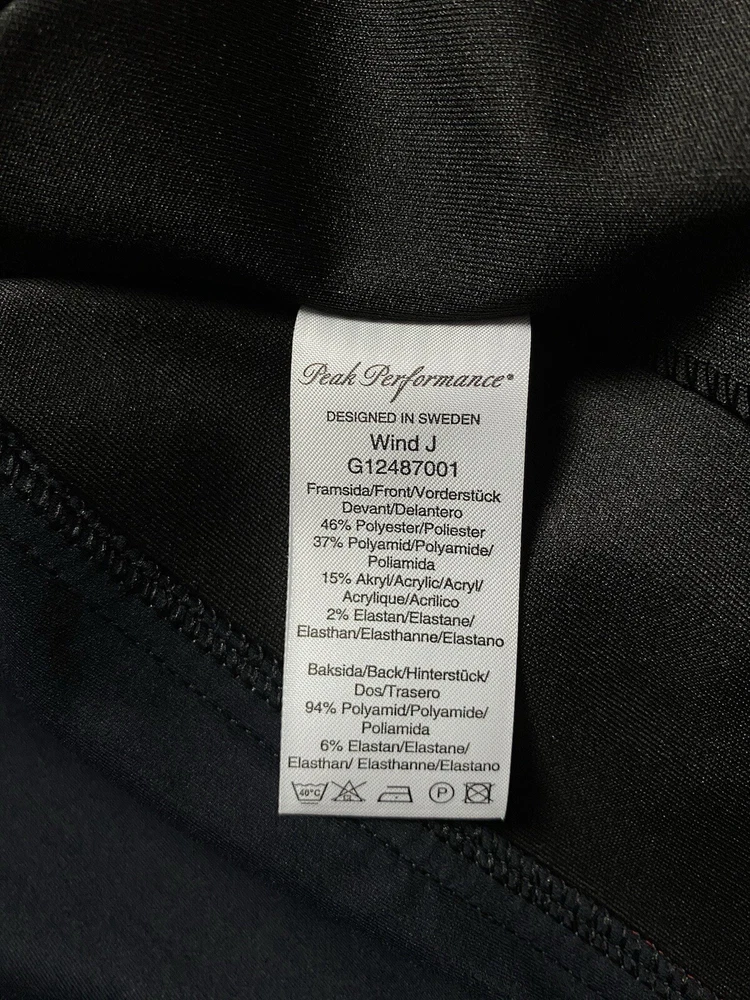 Peak Performance®
DESIGNED IN SWEDEN
Wind J
G12487001
Framsida/Front/Vorderstück
Devant/Delantero
46% Polyester/Poliester
37% Polyamid/Polyamide/
Poliamida
15% Akryl/Acrylic/Acryl/
Acrylique/Acrilico
2% Elastan/Elastane/
Elasthan/Elasthanne/Elastano
Baksida/Back/Hinterstück/
Dos/Trasero
94% Polyamid/Polyamide/
Poliamida
6% Elastan/Elastane/
Elasthan/ Elasthanne/Elastano
40°C CL P